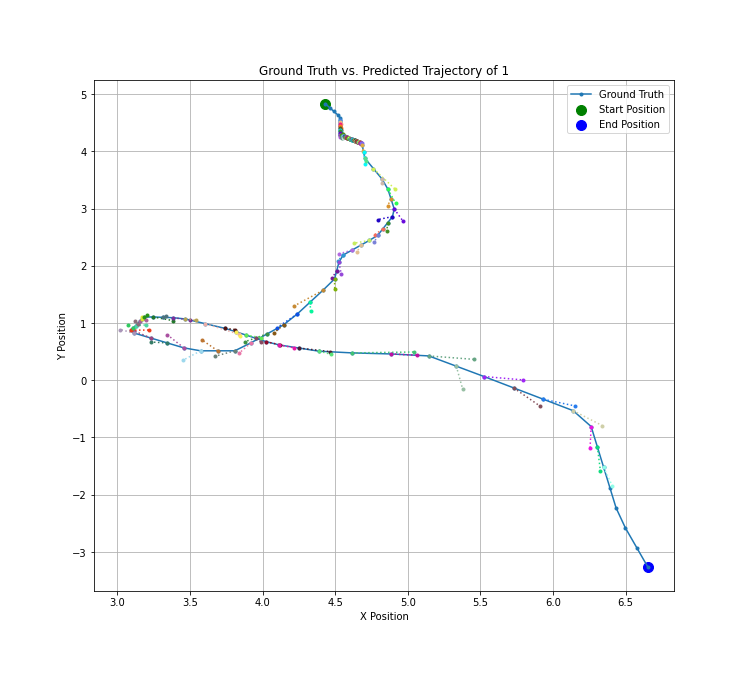 Ground Truth vs. Predicted Trajectory of 1
Ground Truth
Start Position
End Position
Y Position
5
4
3
2
1
0
−1
−2
−3
3.0 3.5 4.0 4.5 5.0 5.5 6.0 6.5
X Position